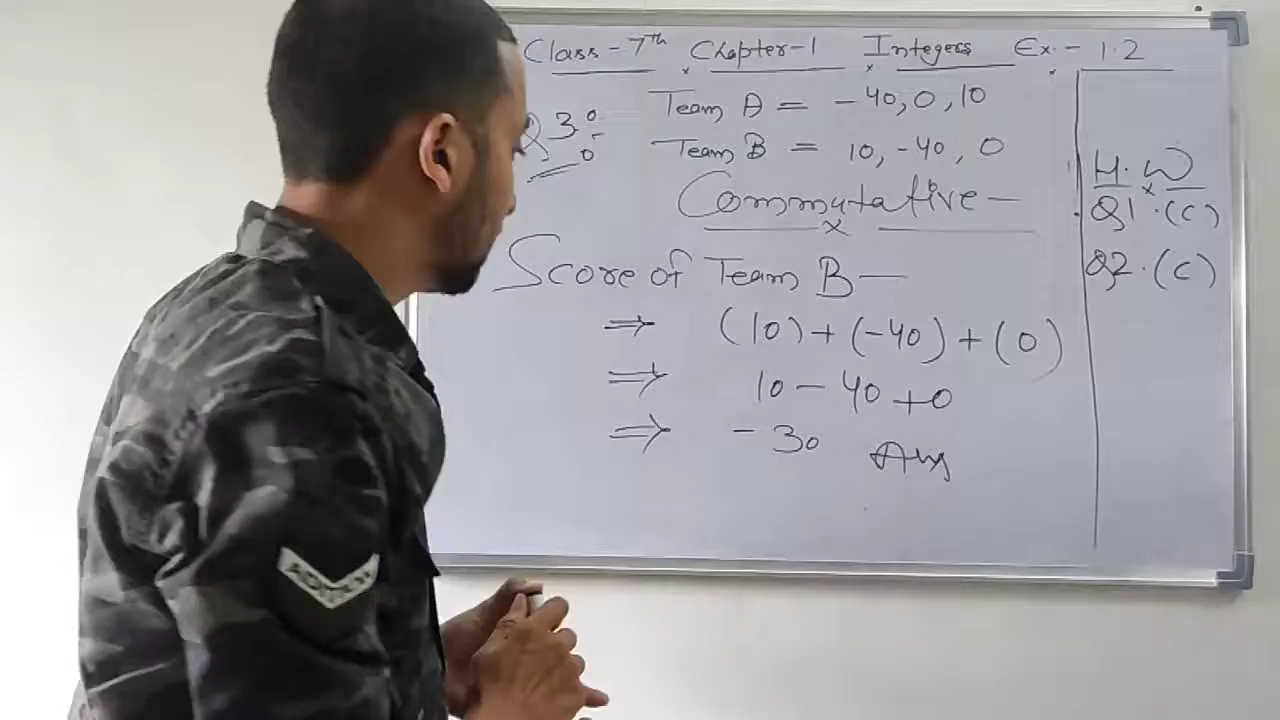 Class-7th Chapter-1 Integers Ex.- 1.2
Q3:- Team A = -40, 0, 10
Team B = 10, -40, 0
Commutative-
Score of Team B-
⇒ (10) + (-40) + (0)
⇒ 10 - 40 + 0
⇒ -30 Ans
H.W
Q1.(C)
Q2.(C)